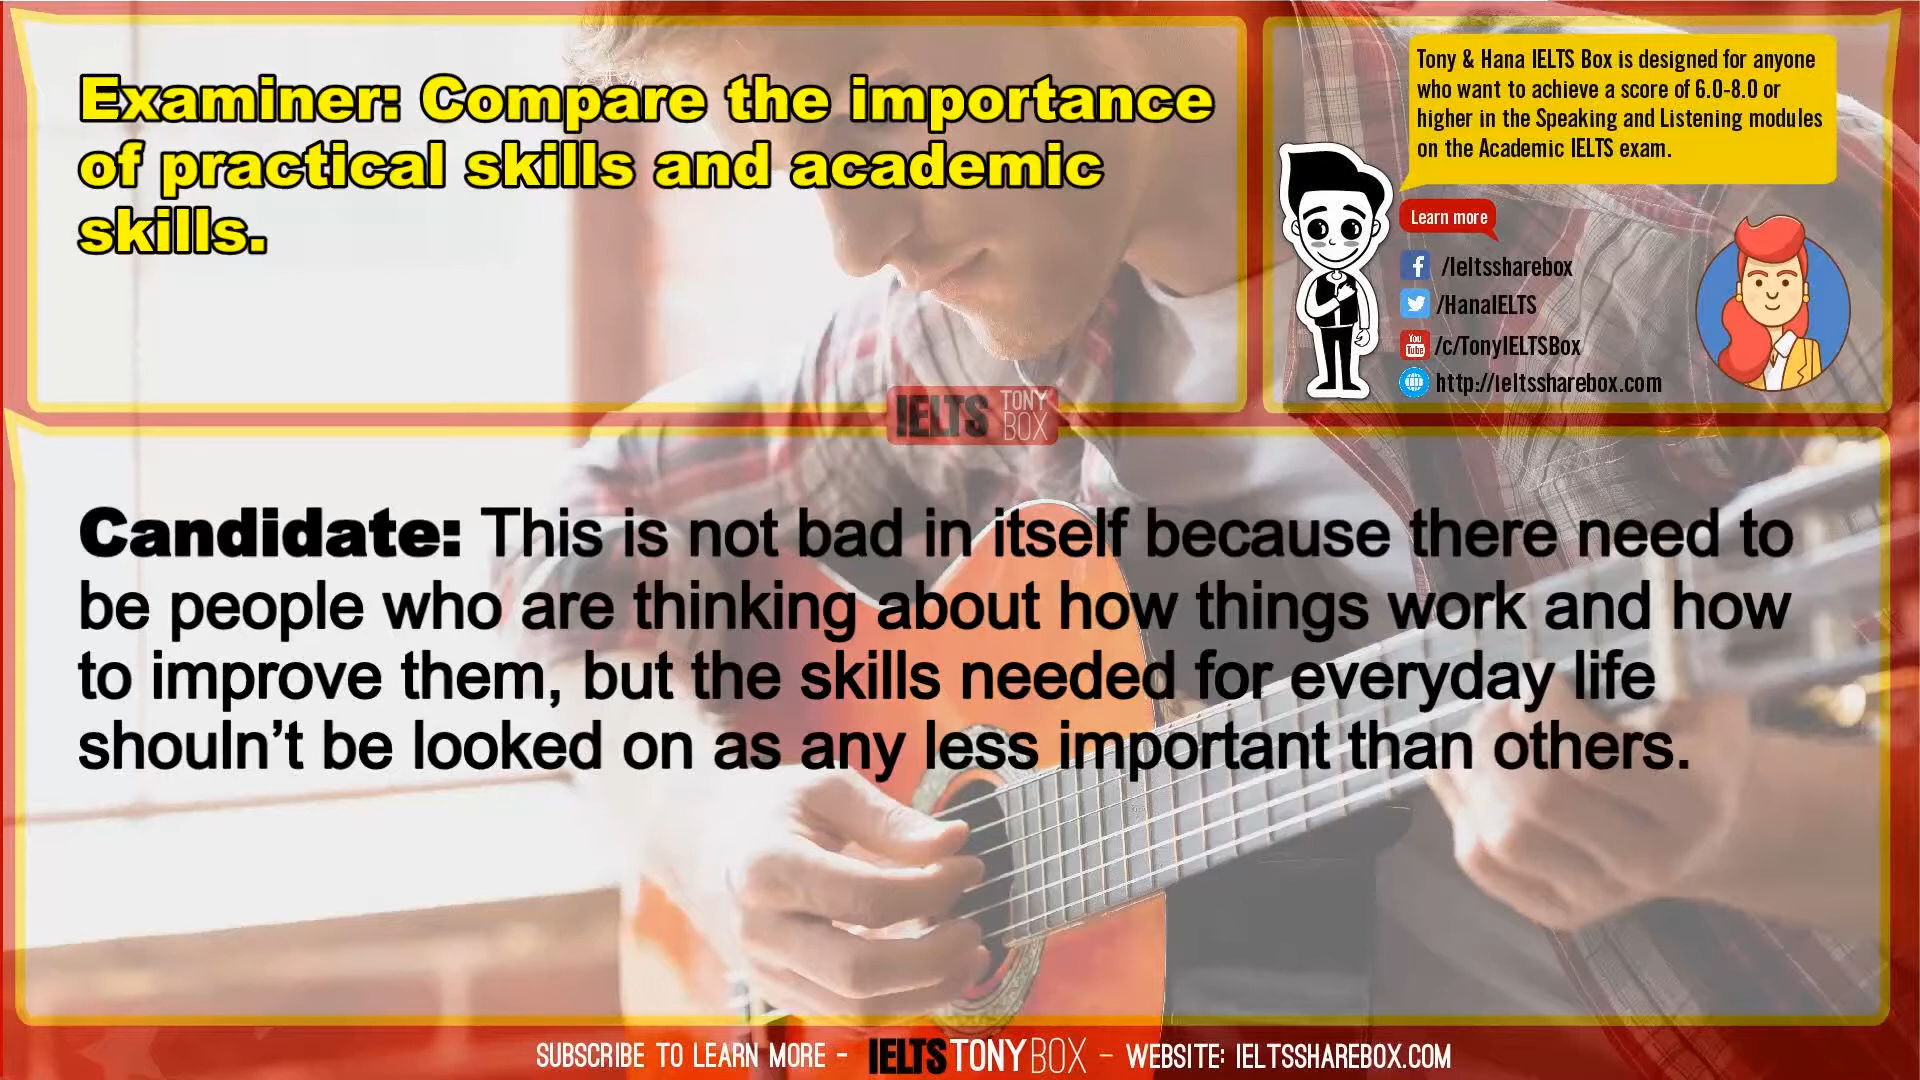 Examiner: Compare the importance
of practical skills and academic
skills.
Tony & Hana IELTS Box is designed for anyone
who want to achieve a score of 6.0-8.0 or
higher in the Speaking and Listening modules
on the Academic IELTS exam.
Learn more
/Ieltssharebox
/HanaIELTS
You
Tube
/c/TonyIELTSBox
http://ieltssharebox.com
IELTS TONY
BOX
Candidate: This is not bad in itself because there need to
be people who are thinking about how things work and how
to improve them, but the skills needed for everyday life
shouln’t be looked on as any less important than others.
SUBSCRIBE TO LEARN MORE - IELTS TONY BOX - WEBSITE: IELTSSHAREBOX.COM